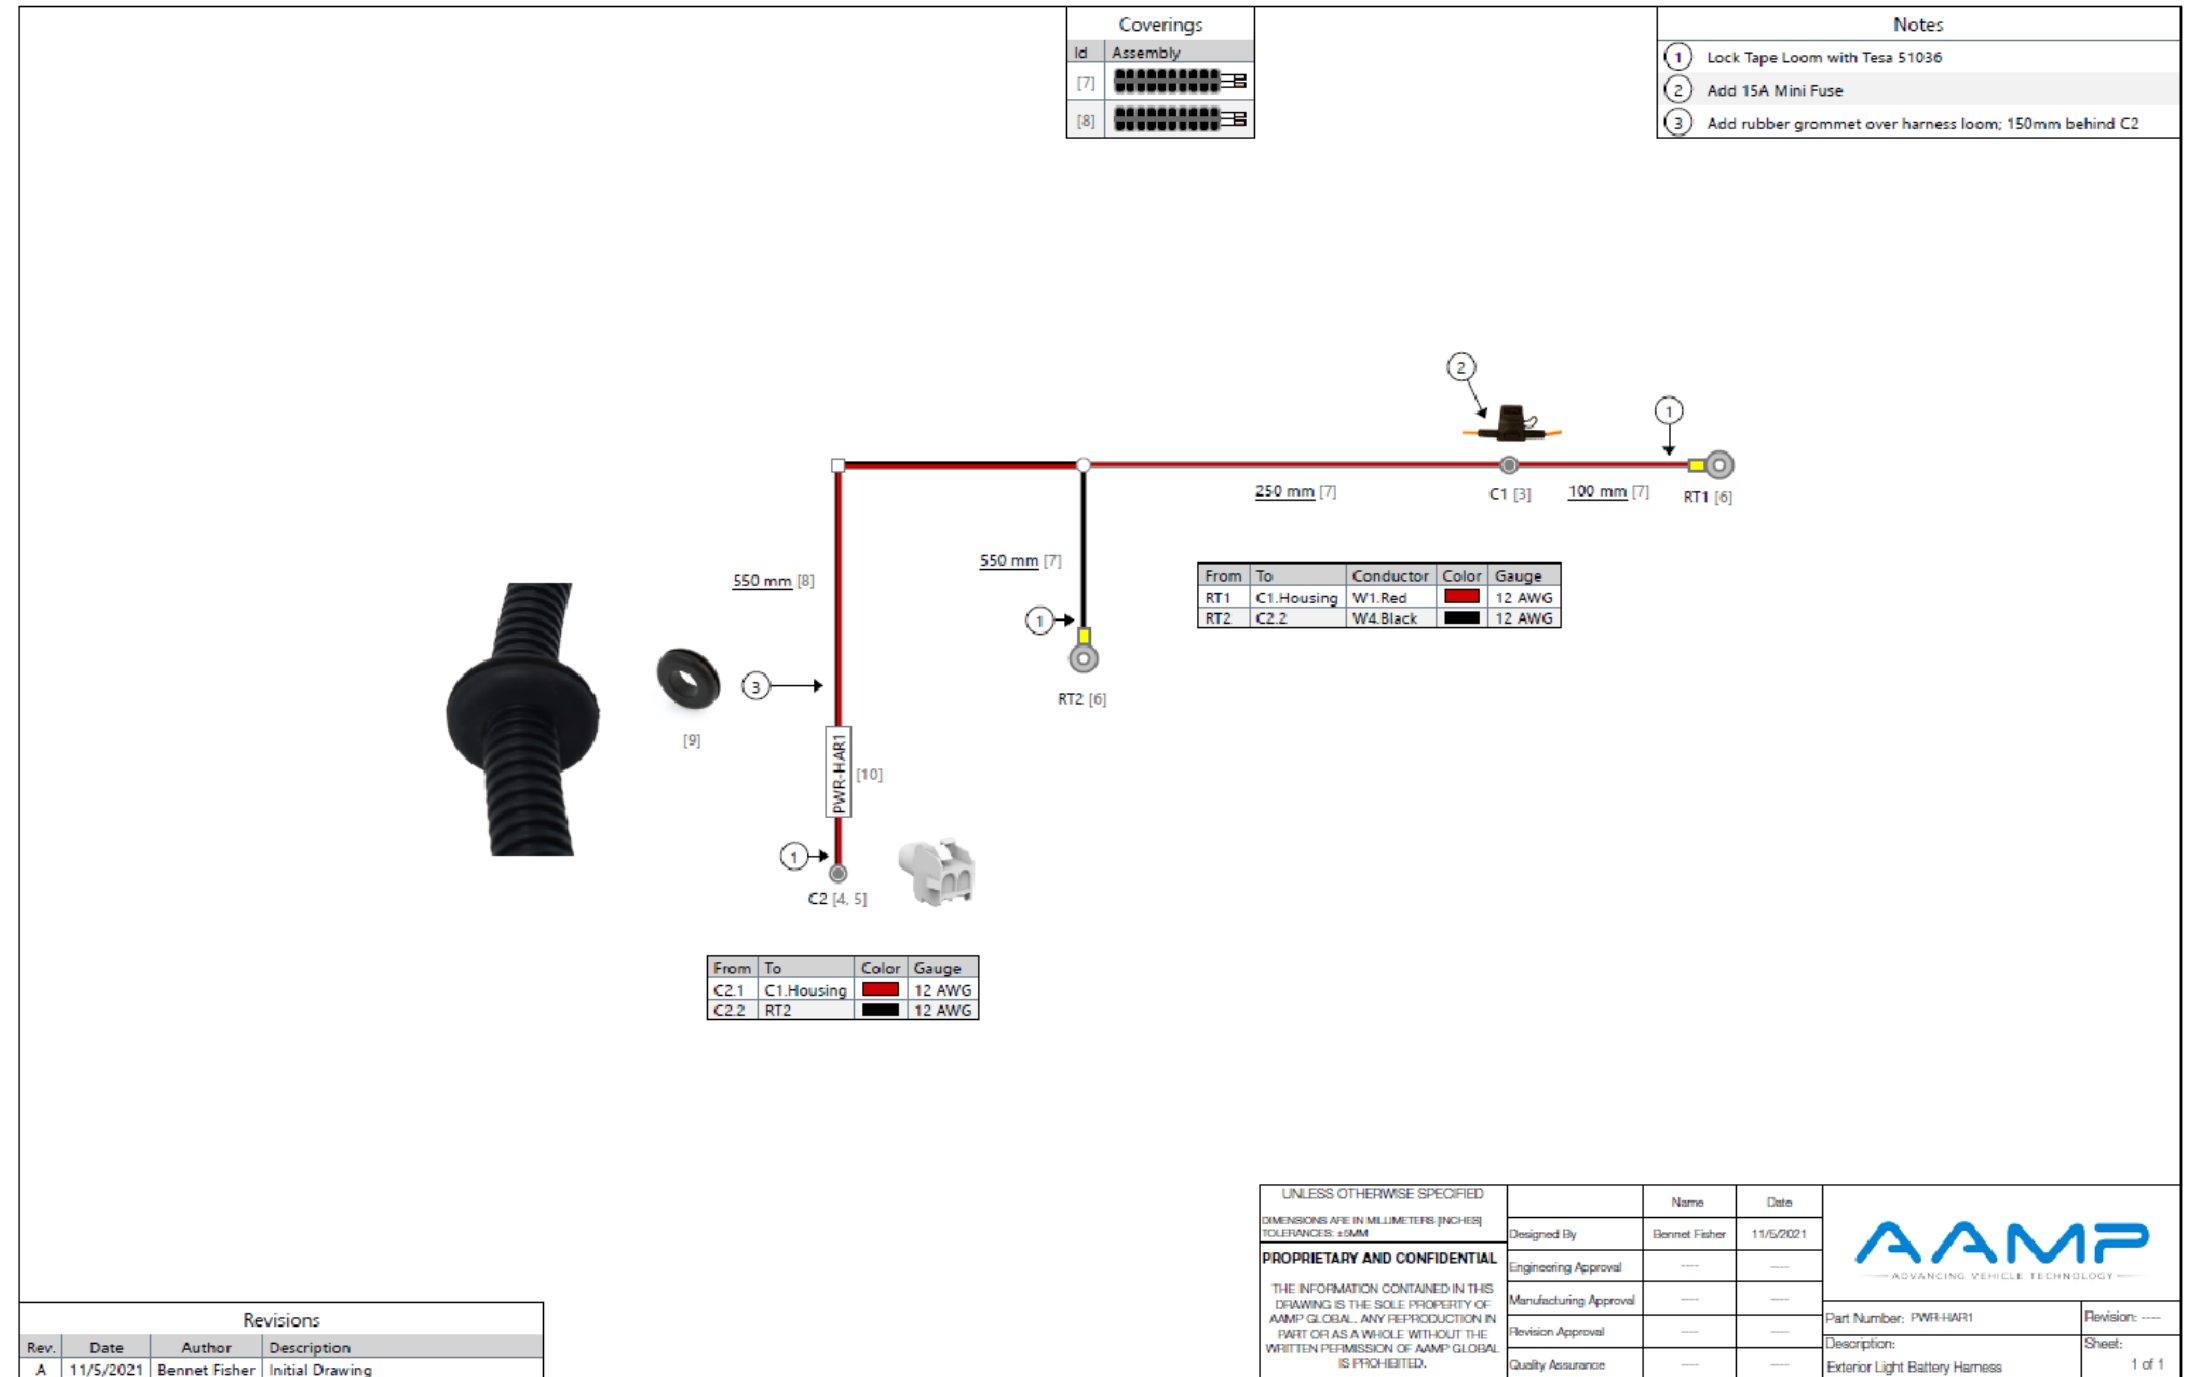 Coverings
Id Assembly
[7]
[8]
Notes
1 Lock Tape Loom with Tesa 51036
2 Add 15A Mini Fuse
3 Add rubber grommet over harness loom; 150mm behind C2
2
1
250 mm [7]
C1 [3]
100 mm [7]
RT1 [6]
550 mm [8]
550 mm [7]
1
RT2 [6]
From To Conductor Color Gauge
RT1 C1.Housing W1.Red 12 AWG
RT2 C2.2 W4.Black 12 AWG
3
[9]
PWR-HAR1
[10]
1
C2 [4, 5]
From To Color Gauge
C2.1 C1.Housing 12 AWG
C2.2 RT2 12 AWG
UNLESS OTHERWISE SPECIFIED
DIMENSIONS ARE IN MILLIMETERS [INCHES]
TOLERANCES: ±5MM
PROPRIETARY AND CONFIDENTIAL
THE INFORMATION CONTAINED IN THIS
DRAWING IS THE SOLE PROPERTY OF
AAMP GLOBAL. ANY REPRODUCTION IN
PART OR AS A WHOLE WITHOUT THE
WRITTEN PERMISSION OF AAMP GLOBAL
IS PROHIBITED.
Name Date
Designed By Bennet Fisher 11/5/2021
Engineering Approval ---- ----
Manufacturing Approval ---- ----
Revision Approval ---- ----
Quality Assurance ---- ----
AAMP
ADVANCING VEHICLE TECHNOLOGY
Part Number: PWR-HAR1
Revision: ----
Description:
Exterior Light Battery Harness
Sheet:
1 of 1
Revisions
Rev. Date Author Description
A 11/5/2021 Bennet Fisher Initial Drawing